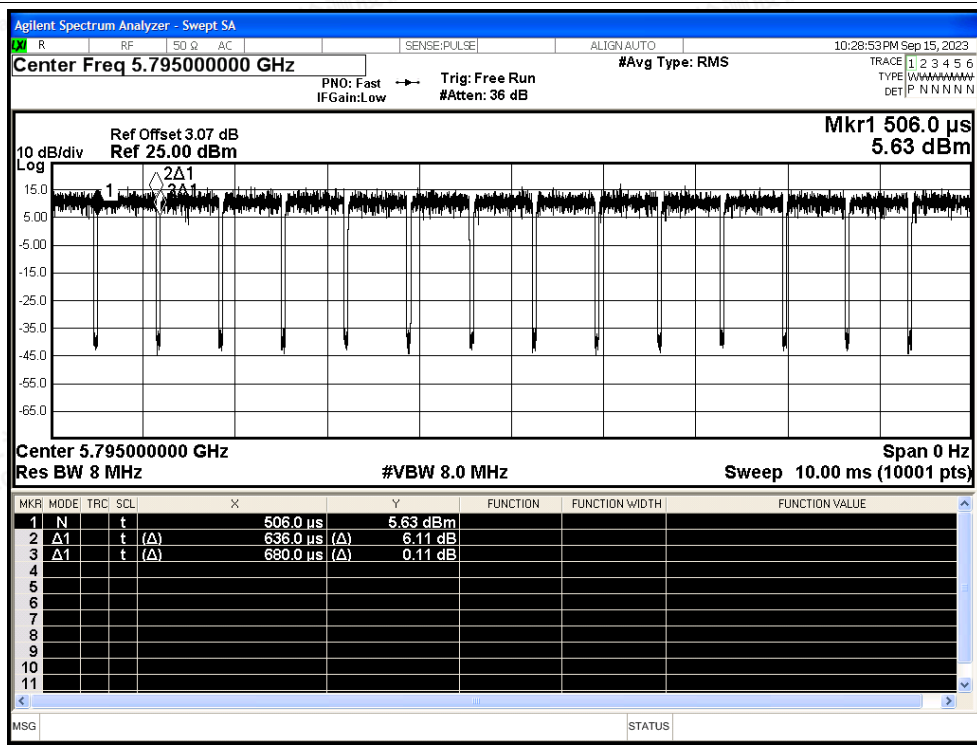 Agilent Spectrum Analyzer - Swept SA
LXI R RF 50 Ω AC SENSE:PULSE ALIGN AUTO 10:28:53 PM Sep 15, 2023
Center Freq 5.795000000 GHz
PNO: Fast
IFGain:Low
Trig: Free Run
#Atten: 36 dB
#Avg Type: RMS
TRACE 1 2 3 4 5 6
TYPE
DET P N N N N N
Ref Offset 3.07 dB
10 dB/div Ref 25.00 dBm
Log
Mkr1 506.0 µs
5.63 dBm
2Δ1
1 3Δ1
15.0
5.00
-5.00
-15.0
-25.0
-35.0
-45.0
-55.0
-65.0
Center 5.795000000 GHz Span 0 Hz
Res BW 8 MHz #VBW 8.0 MHz Sweep 10.00 ms (10001 pts)
MKR MODE TRC SCL X Y FUNCTION FUNCTION WIDTH FUNCTION VALUE
1 N t 506.0 µs 5.63 dBm
2 Δ1 t (Δ) 636.0 µs (Δ) 6.11 dB
3 Δ1 t (Δ) 680.0 µs (Δ) 0.11 dB
4
5
6
7
8
9
10
11
MSG STATUS